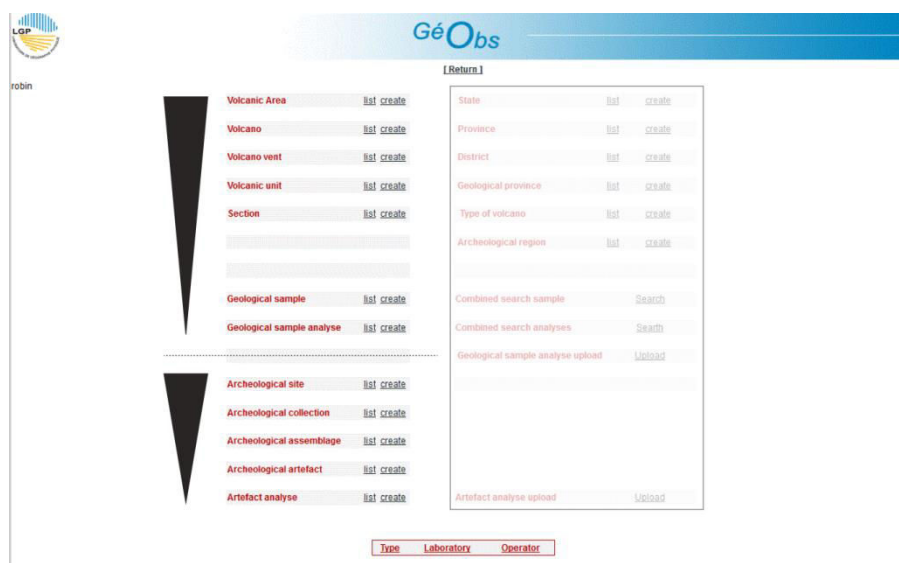 LGP
GéObs
[ Return ]
robin
Volcanic Area list create
Volcano list create
Volcano vent list create
Volcanic unit list create
Section list create
Geological sample list create
Geological sample analyse list create
Archeological site list create
Archeological collection list create
Archeological assemblage list create
Archeological artefact list create
Artefact analyse list create
State list create
Province list create
District list create
Geological province list create
Type of volcano list create
Archeological region list create
Combined search sample Search
Combined search analyses Search
Geological sample analyse upload Upload
Artefact analyse upload Upload
Type Laboratory Operator